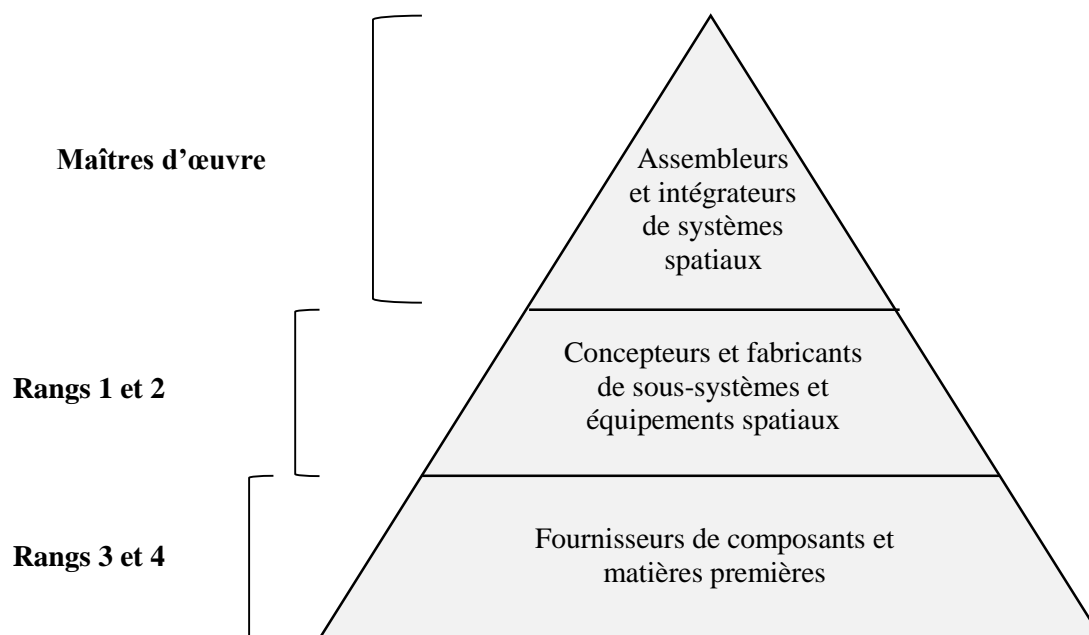 Maîtres d’œuvre
Assembleurs
et intégrateurs
de systèmes
spatiaux
Rangs 1 et 2
Concepteurs et fabricants
de sous-systèmes et
équipements spatiaux
Rangs 3 et 4
Fournisseurs de composants et
matières premières